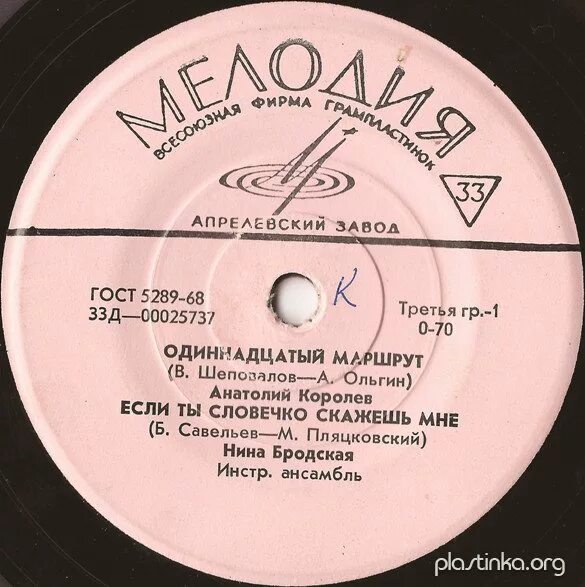 МЕЛОДИЯ
ВСЕСОЮЗНАЯ ФИРМА ГРАМПЛАСТИНОК
33
АПРЕЛЕВСКИЙ ЗАВОД
ГОСТ 5289-68
33Д—00025737
К
Третья гр.-1
0-70
ОДИННАДЦАТЫЙ МАРШРУТ
(В. Шеповалов—А. Ольгин)
Анатолий Королев
ЕСЛИ ТЫ СЛОВЕЧКО СКАЖЕШЬ МНЕ
(Б. Савельев—М. Пляцковский)
Нина Бродская
Инстр. ансамбль
plastinka.org